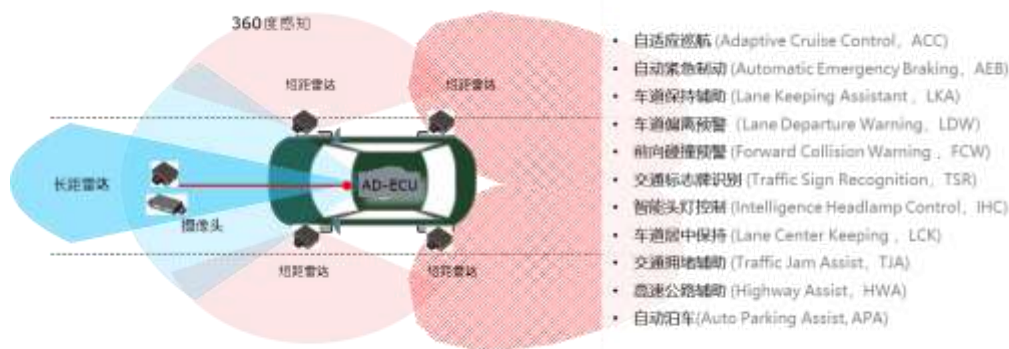 360度感知
短距雷达
短距雷达
长距雷达
摄像头
AD-ECU
短距雷达
短距雷达
• 自适应巡航 (Adaptive Cruise Control, ACC)
• 自动紧急制动 (Automatic Emergency Braking, AEB)
• 车道保持辅助 (Lane Keeping Assistant , LKA)
• 车道偏离预警 (Lane Departure Warning, LDW)
• 前向碰撞预警 (Forward Collision Warning , FCW)
• 交通标志牌识别 (Traffic Sign Recognition, TSR)
• 智能头灯控制 (Intelligence Headlamp Control, IHC)
• 车道居中保持 (Lane Center Keeping , LCK)
• 交通拥堵辅助 (Traffic Jam Assist, TJA)
• 高速公路辅助 (Highway Assist, HWA)
• 自动泊车(Auto Parking Assist, APA)